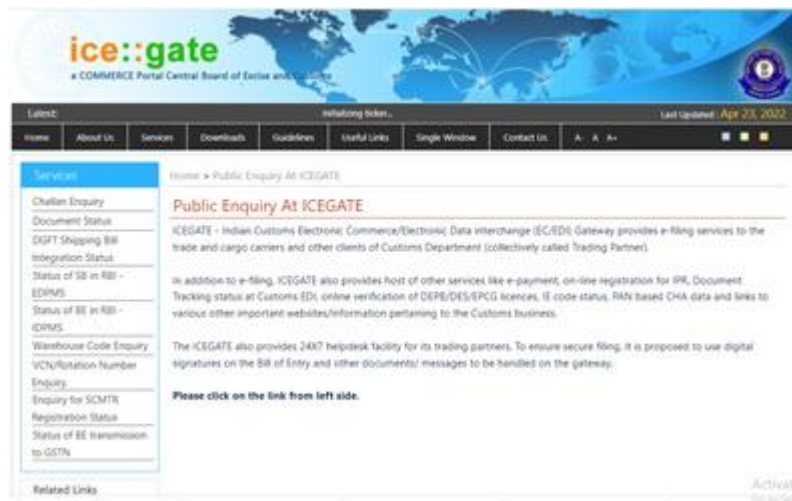 ice::gate
e COMMERCE Portal Central Board of Excise and Customs
Latest:
Initializing ticker...
Last Updated : Apr 23, 2022
Home
About Us
Services
Downloads
Guidelines
Useful Links
Single Window
Contact Us
A- A A+
Services
Home > Public Enquiry At ICEGATE
Challan Enquiry
Document Status
DGFT Shipping Bill
Integration Status
Status of SB in RBI -
EDPMS
Status of BE in RBI -
IDPMS
Warehouse Code Enquiry
VCN/Rotation Number
Enquiry
Enquiry for SCMTR
Registration Status
Status of BE transmission
to GSTN
Related Links
Public Enquiry At ICEGATE
ICEGATE - Indian Customs Electronic Commerce/Electronic Data interchange (EC/EDI) Gateway provides e-filing services to the
trade and cargo carriers and other clients of Customs Department (collectively called Trading Partner).
In addition to e-filing, ICEGATE also provides host of other services like e-payment, on-line registration for IPR, Document
Tracking status at Customs EDI, online verification of DEPB/DES/EPCG licences, IE code status, PAN based CHA data and links to
various other important websites/information pertaining to the Customs business.
The ICEGATE also provides 24X7 helpdesk facility for its trading partners. To ensure secure filing, it is proposed to use digital
signatures on the Bill of Entry and other documents/ messages to be handled on the gateway.
Please click on the link from left side.